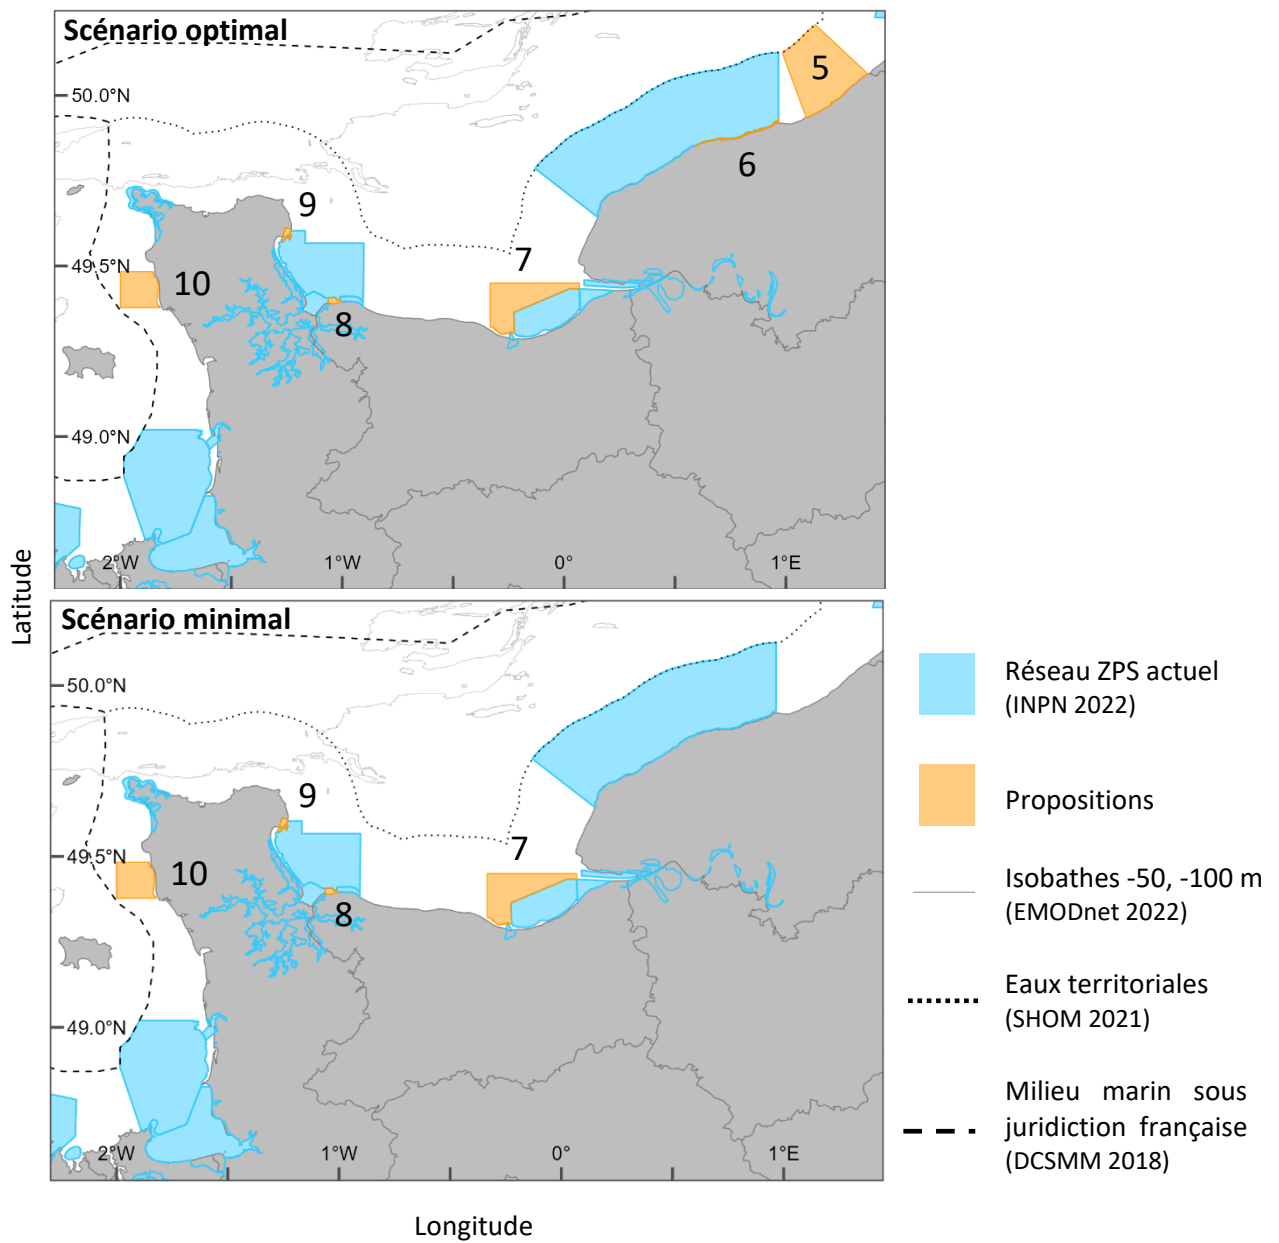 Scénario optimal
5
50.0°N
6
9
49.5°N
7
10
8
49.0°N
2°W
1°W
0°
1°E
Latitude
Scénario minimal
50.0°N
9
49.5°N
7
10
8
49.0°N
2°W
1°W
0°
1°E
Longitude
Réseau ZPS actuel
(INPN 2022)
Propositions
Isobathes -50, -100 m
(EMODnet 2022)
Eaux territoriales
(SHOM 2021)
Milieu marin sous
juridiction française
(DCSMM 2018)